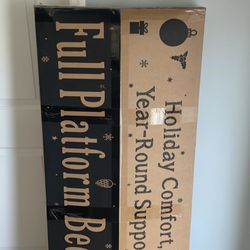 Holiday Comfort,
Year-Round Suppo
Full Platform Be